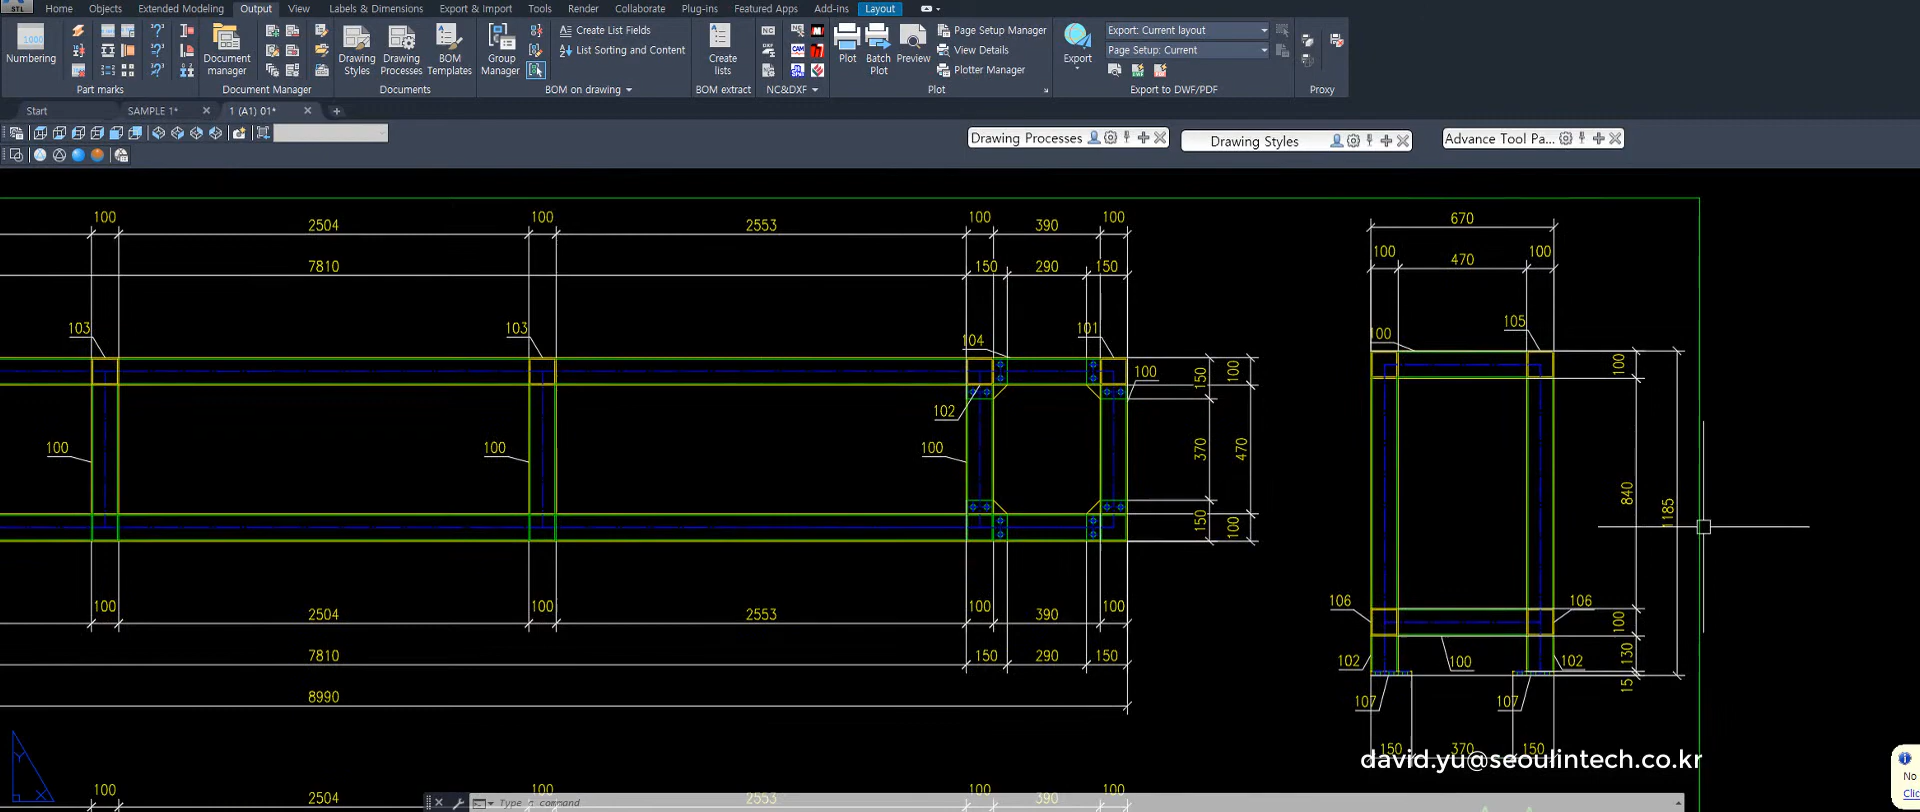 STL
Home Objects Extended Modeling Output View Labels & Dimensions Export & Import Tools Render Collaborate Plug-ins Featured Apps Add-ins Layout
Numbering
Part marks
Document manager
Document Manager
Drawing Styles
Drawing Processes
BOM Templates
Documents
Group Manager
Create List Fields
List Sorting and Content
BOM on drawing
Create lists
BOM extract
NC&DXF
Plot
Batch Plot
Preview
Page Setup Manager
View Details
Plotter Manager
Plot
Export
Export: Current layout
Page Setup: Current
Export to DWF/PDF
Proxy
Start SAMPLE 1* 1 (A1) 01*
Drawing Processes
Drawing Styles
Advance Tool Pa...
100 2504 100 2553 100 390 100
7810 150 290 150
670
100 470 100
103 103 104 101
100 105
102 100
100 100 100
150 370 150
100 470 100
100 840 100 130 15
1185
106 106
102 100 102
107 107
150 370 150
100 2504 100 2553 100 390 100
7810 150 290 150
8990
david.yu@seoulintech.co.kr
100 2504 100 2553 100 390 100
Y
X
Type a command
No
Clic